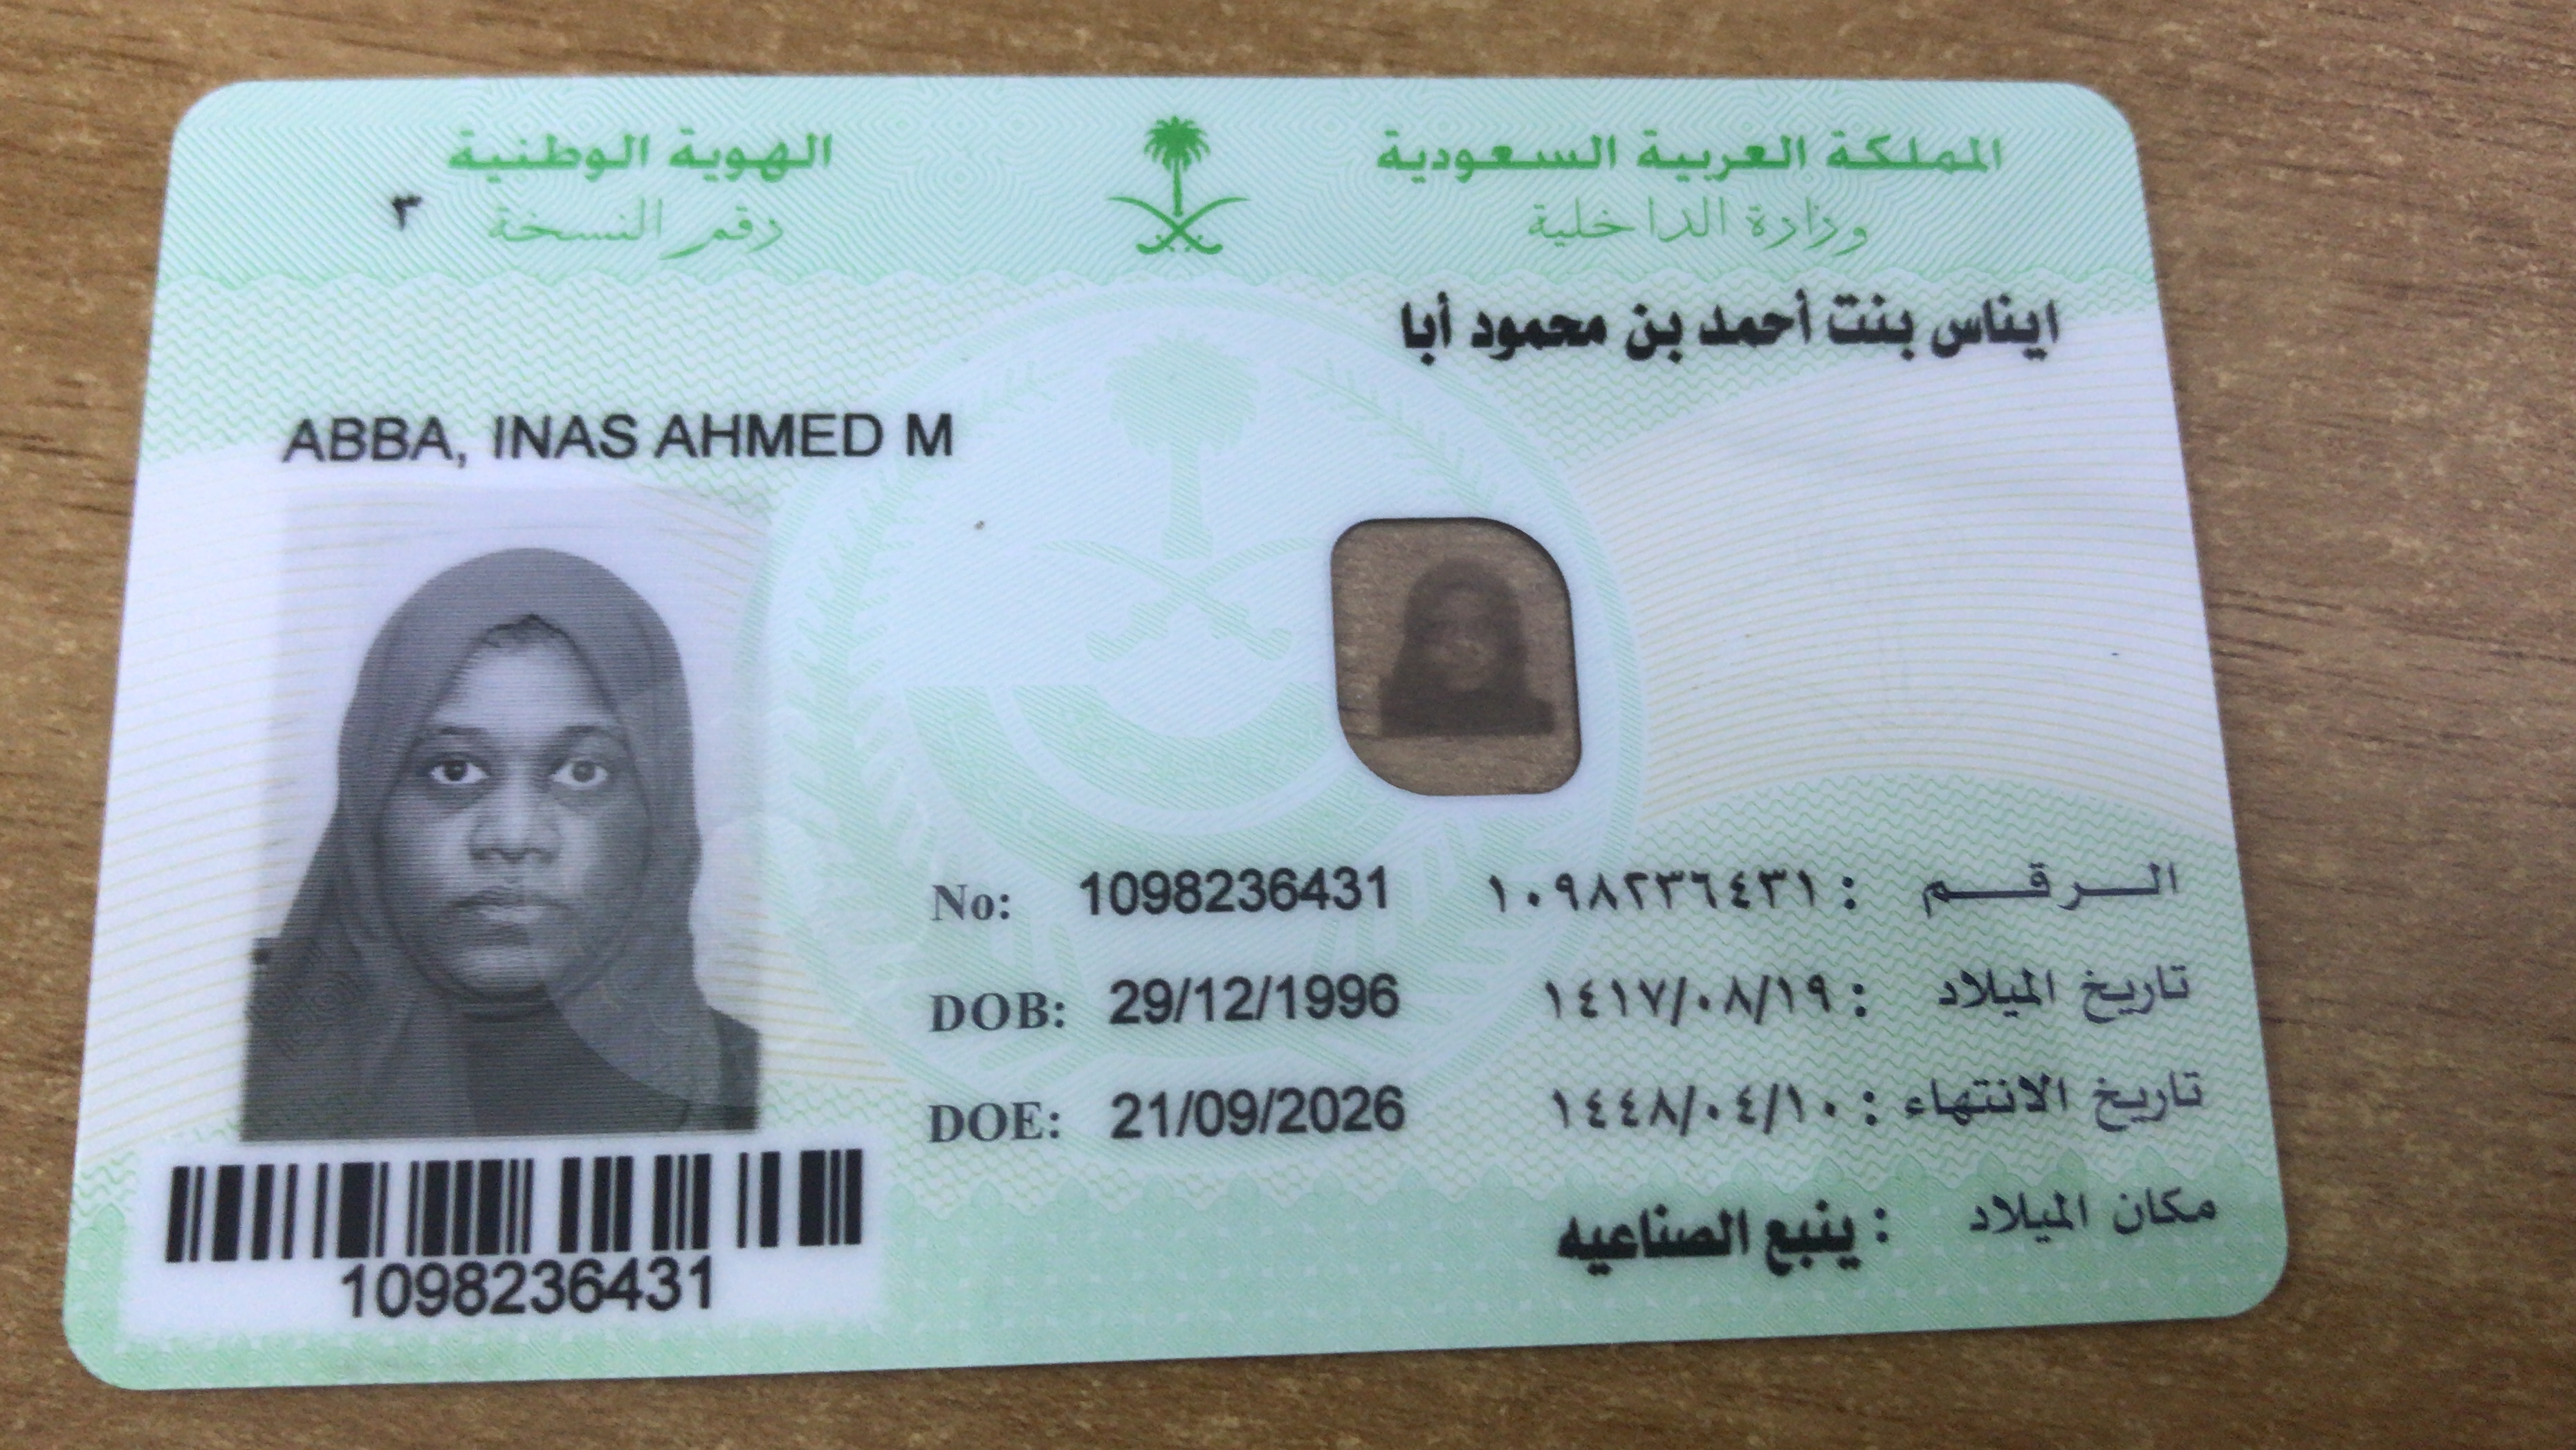 المملكة العربية السعودية
وزارة الداخلية
الهوية الوطنية
رقم النسخة ٣
ايناس بنت أحمد بن محمود أبا
ABBA, INAS AHMED M
الرقم : ١٠٩٨٢٣٦٤٣١
No: 1098236431
تاريخ الميلاد : ١٤١٧/٠٨/١٩
DOB: 29/12/1996
تاريخ الانتهاء : ١٤٤٨/٠٤/١٠
DOE: 21/09/2026
مكان الميلاد : ينبع الصناعيه
1098236431